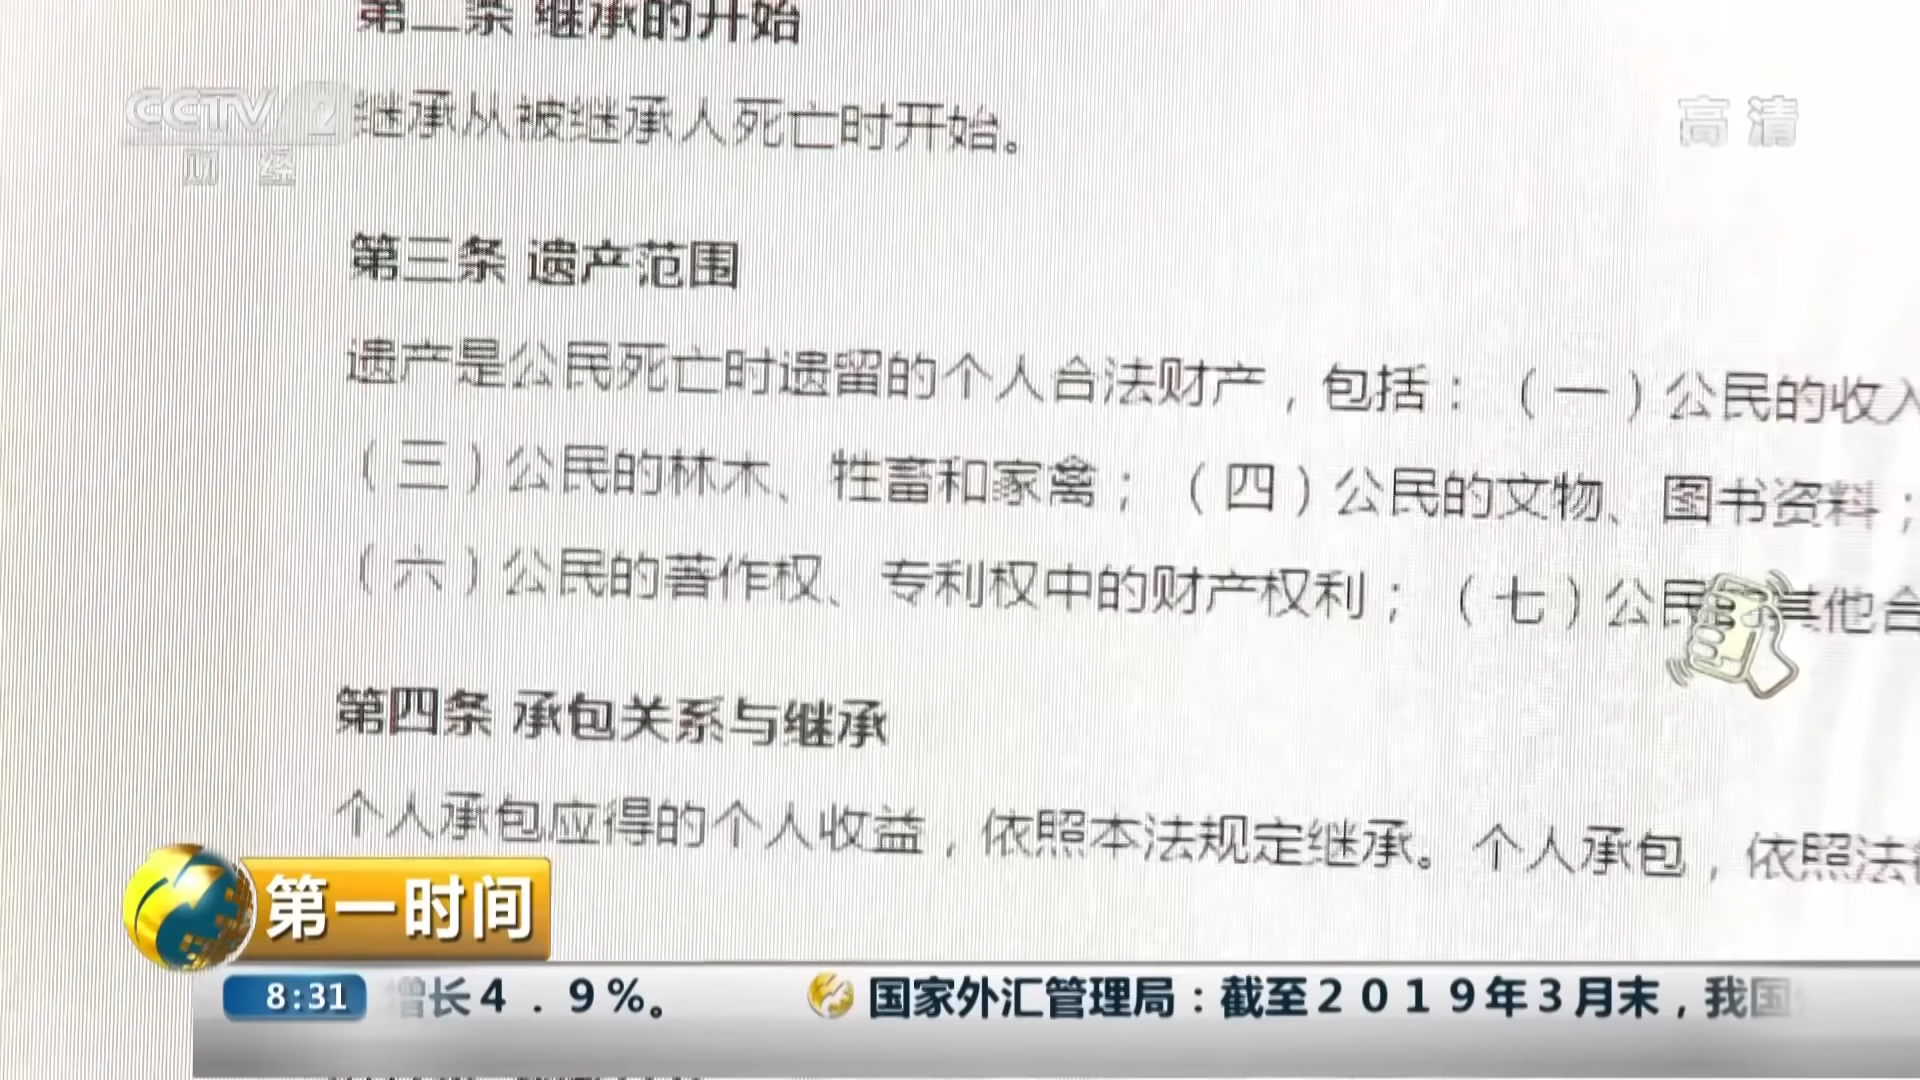 第二条 继承的开始
CCTV 2
财 经
高 清
继承从被继承人死亡时开始。
第三条 遗产范围
遗产是公民死亡时遗留的个人合法财产，包括：（一）公民的收入
（三）公民的林木、牲畜和家禽；（四）公民的文物、图书资料；
（六）公民的著作权、专利权中的财产权利；（七）公民的其他合
第四条 承包关系与继承
个人承包应得的个人收益，依照本法规定继承。个人承包，依照法
第一时间
8:31 增长4．9％。 国家外汇管理局：截至2019年3月末，我国